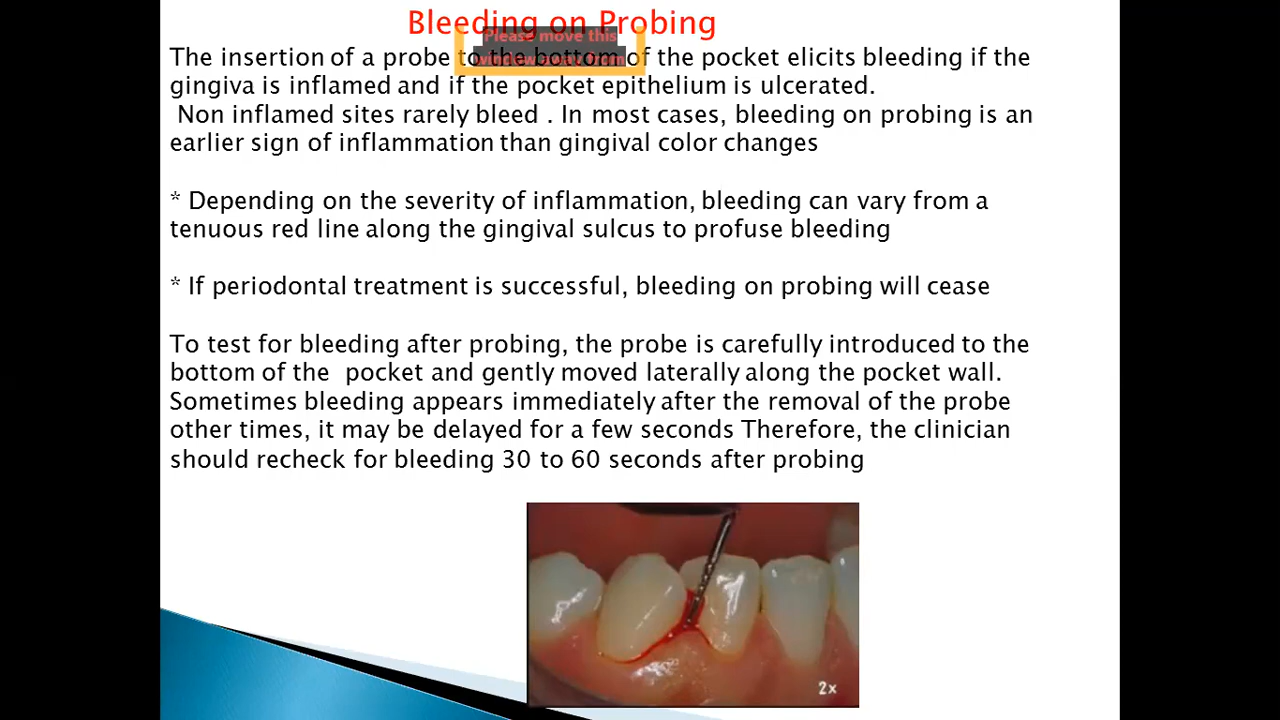 Bleeding on Probing
Please move this
window away from
The insertion of a probe to the bottom of the pocket elicits bleeding if the
gingiva is inflamed and if the pocket epithelium is ulcerated.
Non inflamed sites rarely bleed . In most cases, bleeding on probing is an
earlier sign of inflammation than gingival color changes
* Depending on the severity of inflammation, bleeding can vary from a
tenuous red line along the gingival sulcus to profuse bleeding
* If periodontal treatment is successful, bleeding on probing will cease
To test for bleeding after probing, the probe is carefully introduced to the
bottom of the pocket and gently moved laterally along the pocket wall.
Sometimes bleeding appears immediately after the removal of the probe
other times, it may be delayed for a few seconds Therefore, the clinician
should recheck for bleeding 30 to 60 seconds after probing
2x